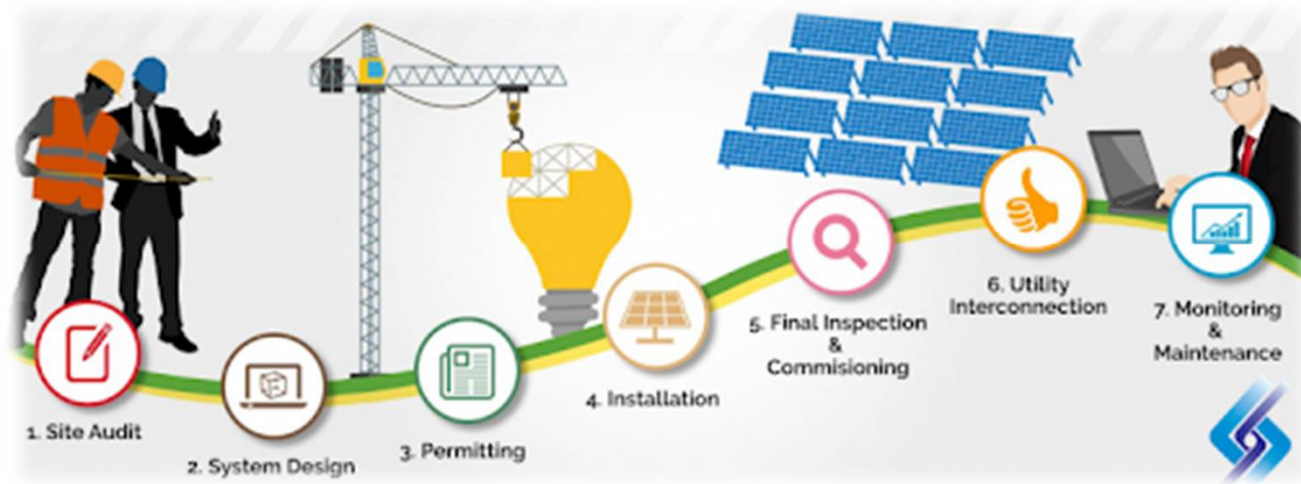 1. Site Audit
2. System Design
3. Permitting
4. Installation
5. Final Inspection
&
Commisioning
6. Utility
Interconnection
7. Monitoring
&
Maintenance